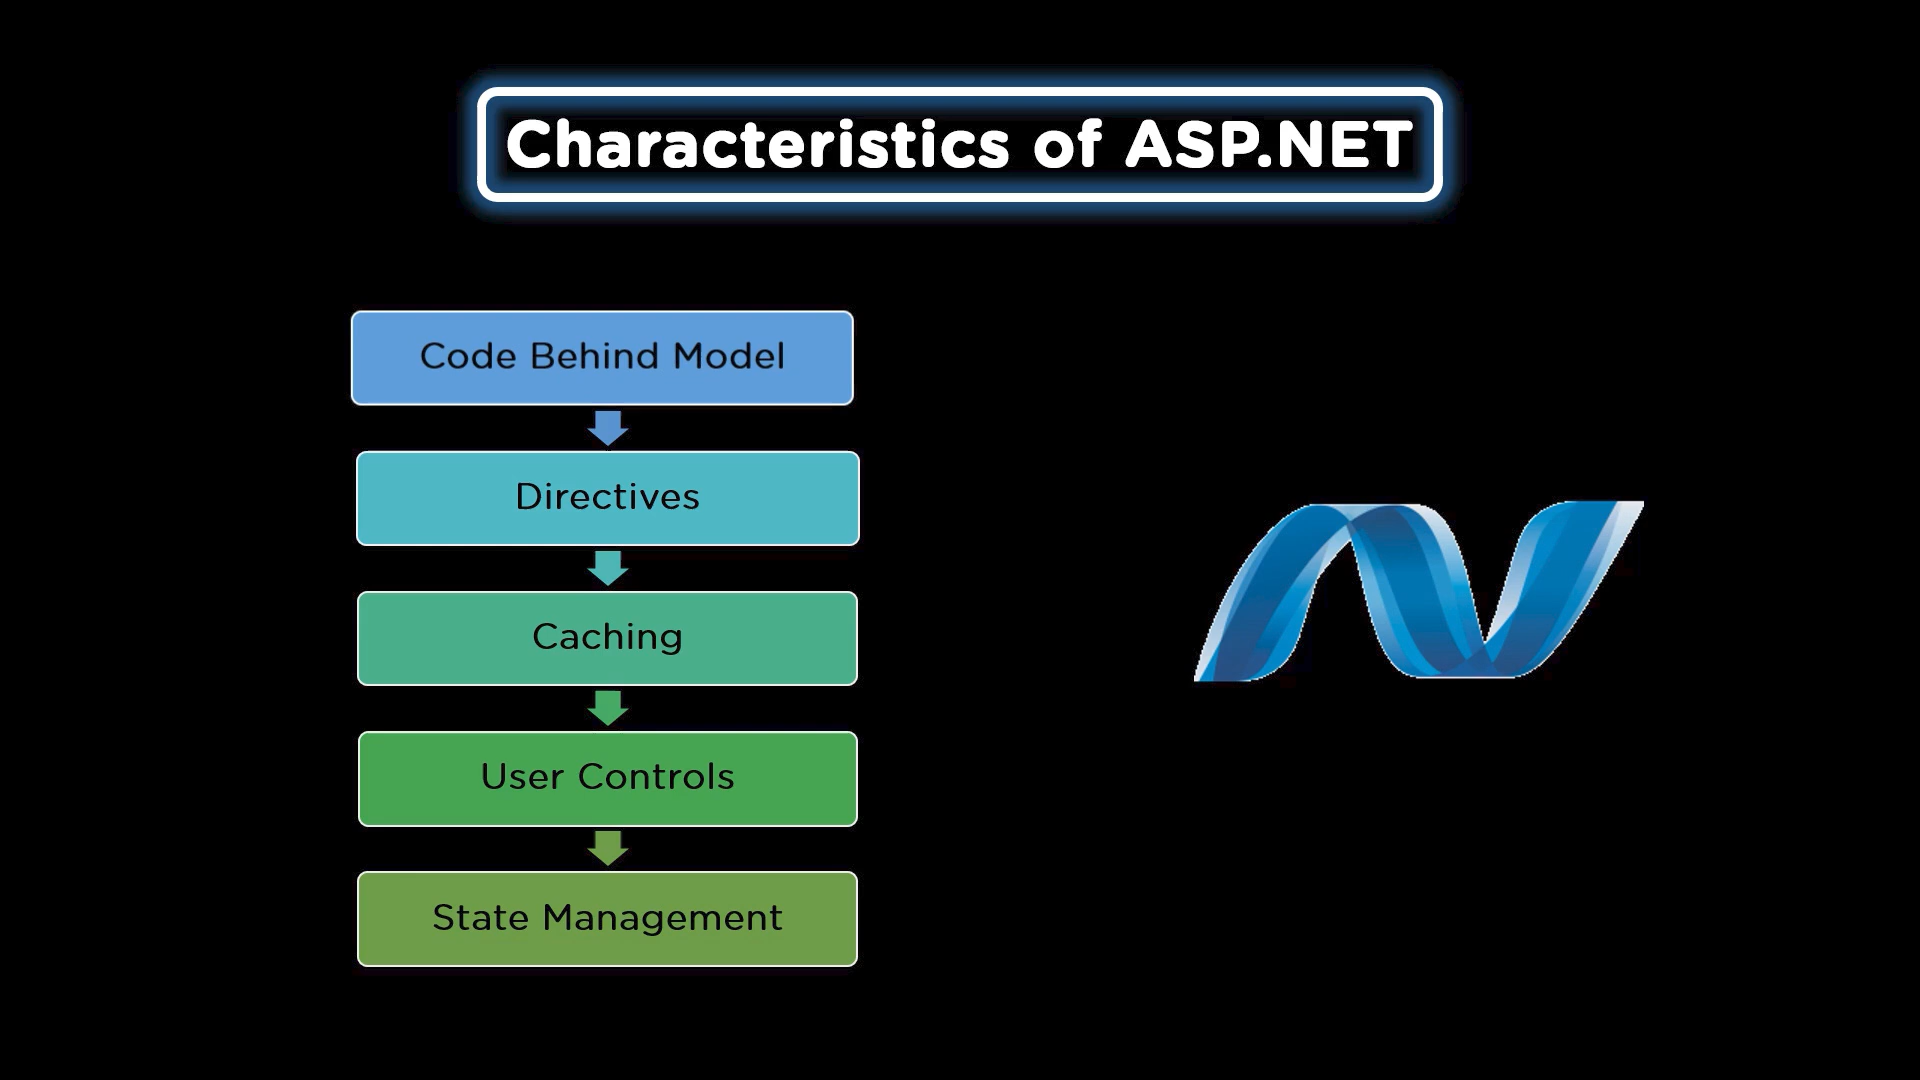 Characteristics of ASP.NET
Code Behind Model
Directives
Caching
User Controls
State Management